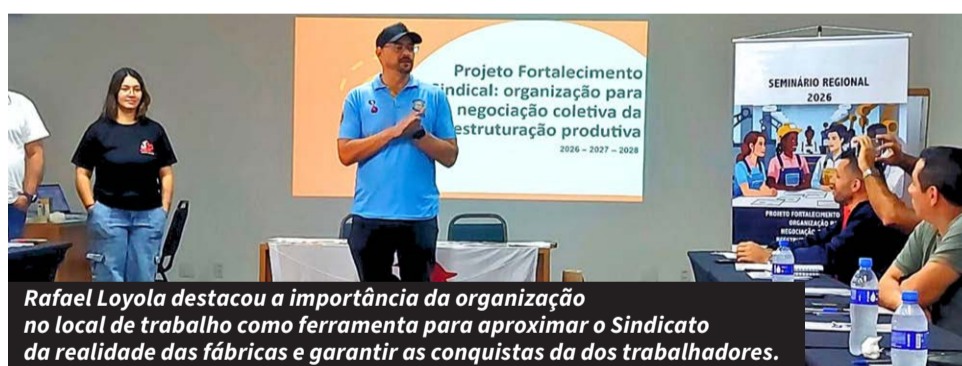 Projeto Fortalecimento
Sindical: organização para
negociação coletiva da
estruturação produtiva
2026 – 2027 – 2028
SEMINÁRIO REGIONAL
2026
PROJETO FORTALECIMENTO
ORGANIZAÇÃO
NEGOCIAÇÃO
Rafael Loyola destacou a importância da organização
no local de trabalho como ferramenta para aproximar o Sindicato
da realidade das fábricas e garantir as conquistas da dos trabalhadores.